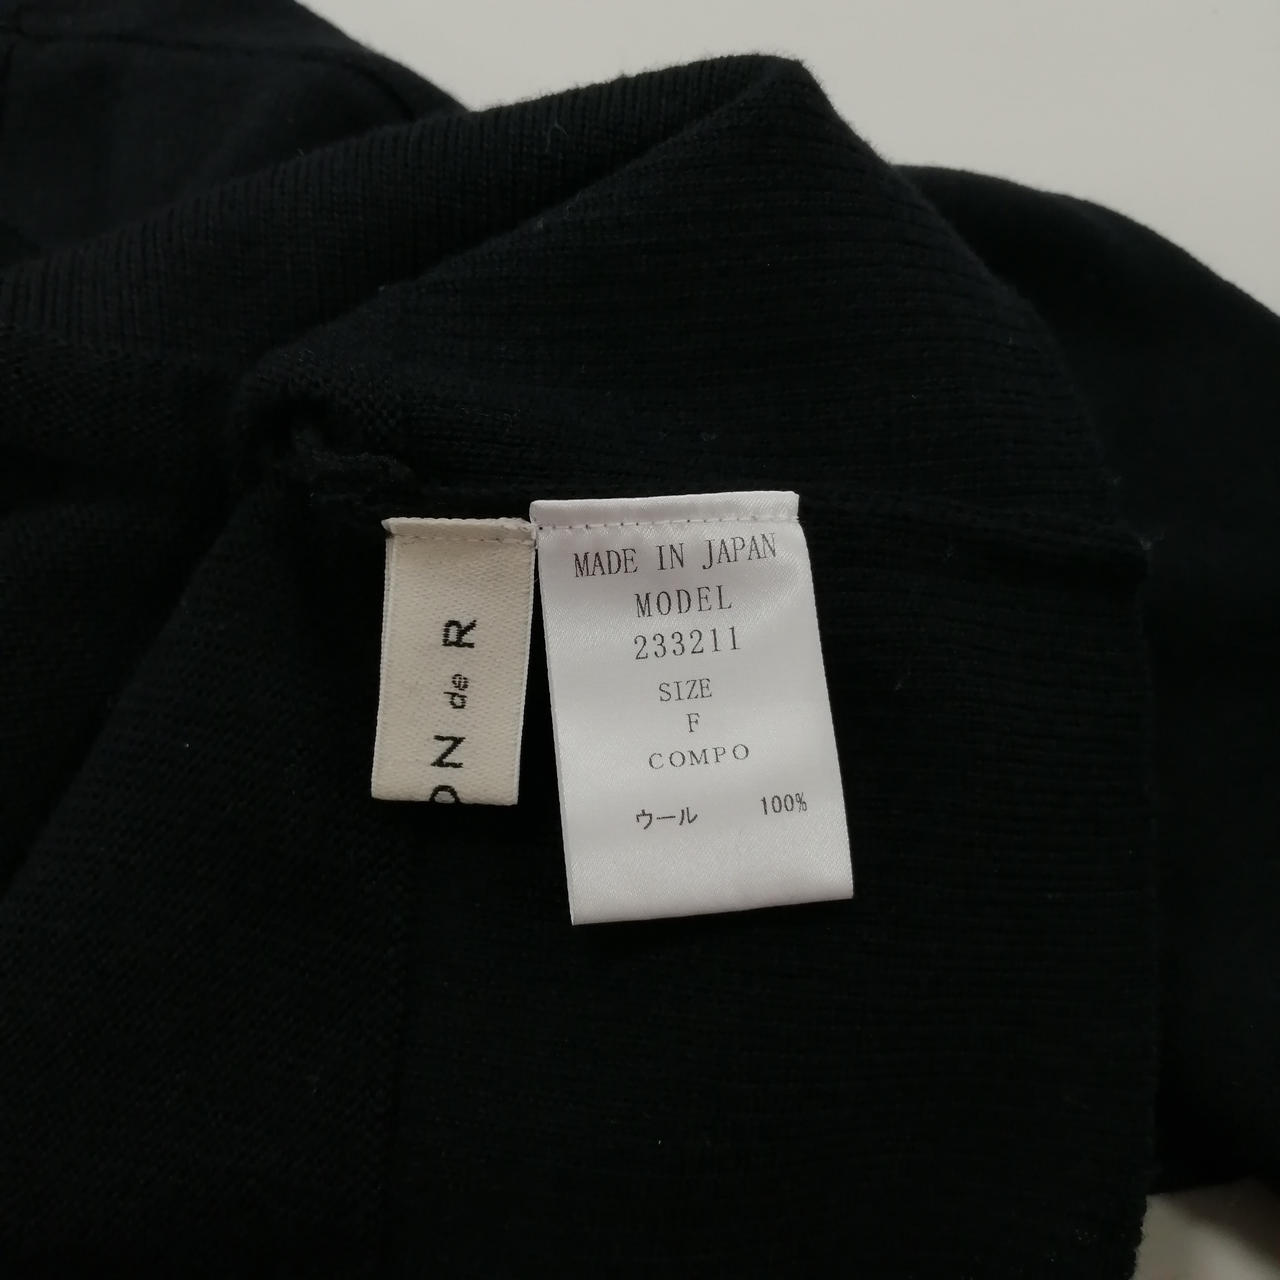 ON de R
MADE IN JAPAN
MODEL
233211
SIZE
F
COMPO
ウール 100%